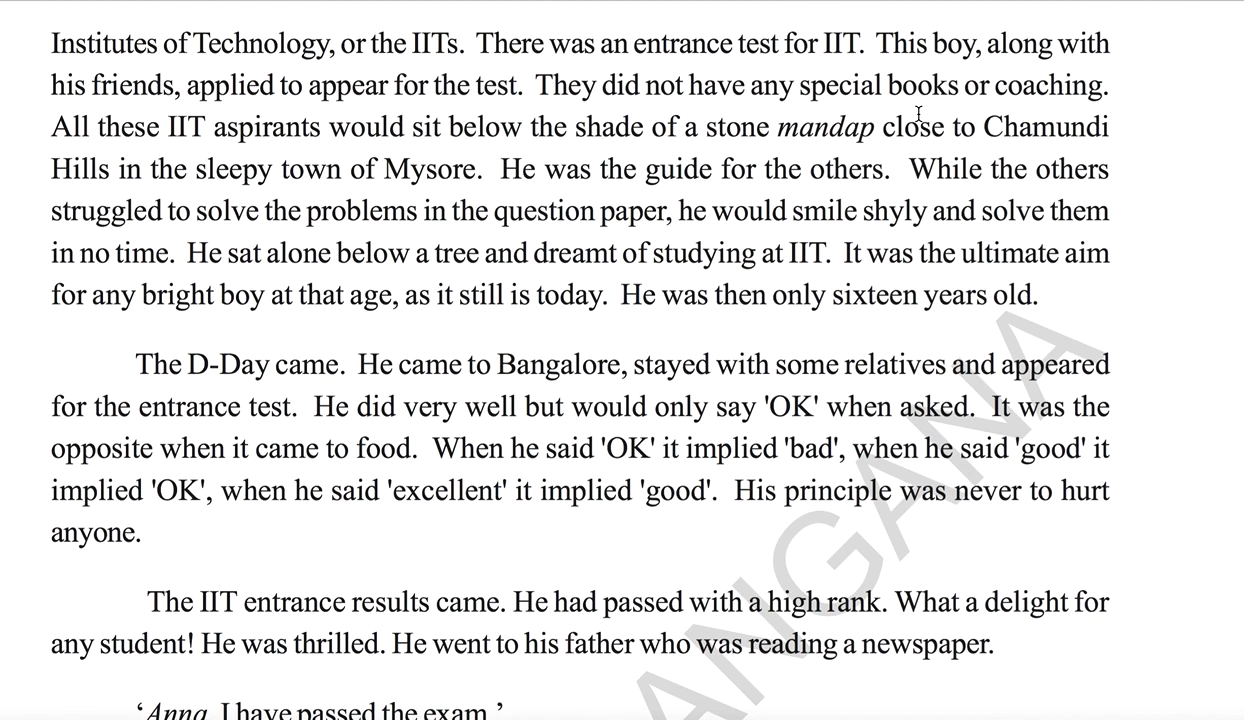 Institutes of Technology, or the IITs. There was an entrance test for IIT. This boy, along with
his friends, applied to appear for the test. They did not have any special books or coaching.
All these IIT aspirants would sit below the shade of a stone mandap close to Chamundi
Hills in the sleepy town of Mysore. He was the guide for the others. While the others
struggled to solve the problems in the question paper, he would smile shyly and solve them
in no time. He sat alone below a tree and dreamt of studying at IIT. It was the ultimate aim
for any bright boy at that age, as it still is today. He was then only sixteen years old.
The D-Day came. He came to Bangalore, stayed with some relatives and appeared
for the entrance test. He did very well but would only say 'OK' when asked. It was the
opposite when it came to food. When he said 'OK' it implied 'bad', when he said 'good' it
implied 'OK', when he said 'excellent' it implied 'good'. His principle was never to hurt
anyone.
The IIT entrance results came. He had passed with a high rank. What a delight for
any student! He was thrilled. He went to his father who was reading a newspaper.
‘Anna, I have passed the exam.’
ANGANA